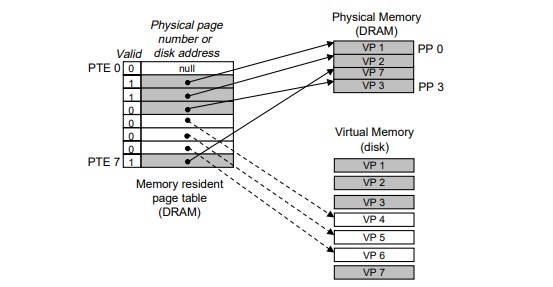 Physical page
number or
disk address
Valid
PTE 0
0
null
1
1
0
0
0
0
PTE 7
1
Memory resident
page table
(DRAM)
Physical Memory
(DRAM)
VP 1
PP 0
VP 2
VP 7
VP 3
PP 3
Virtual Memory
(disk)
VP 1
VP 2
VP 3
VP 4
VP 5
VP 6
VP 7